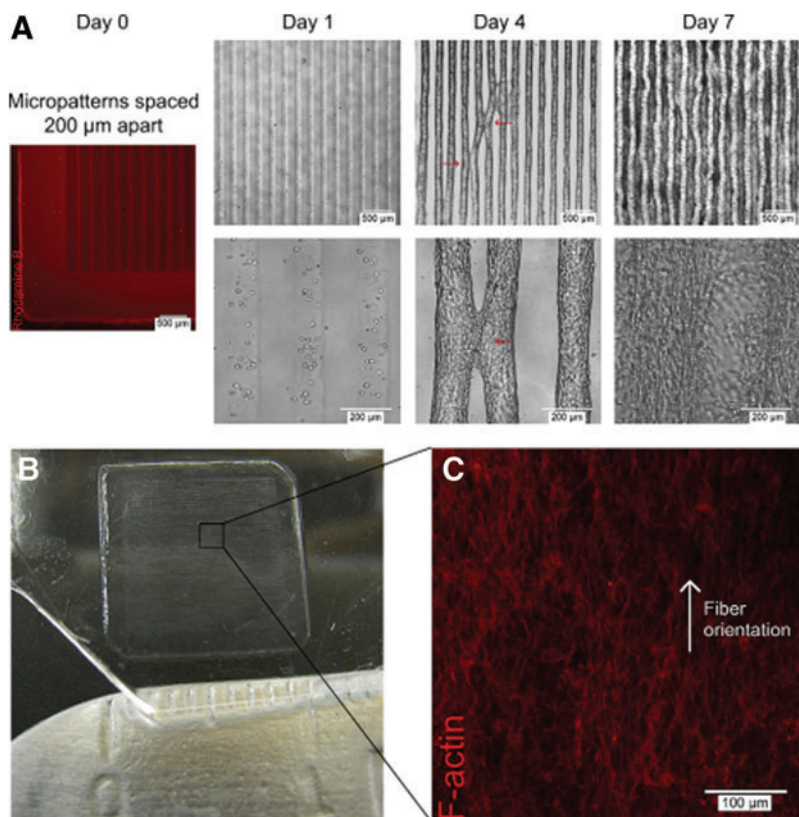 A
Day 0
Day 1
Day 4
Day 7
Micropatterns spaced
200 µm apart
Rhodamine B
500 µm
500 µm
500 µm
500 µm
200 µm
200 µm
200 µm
B
C
Fiber
orientation
F-actin
100 µm